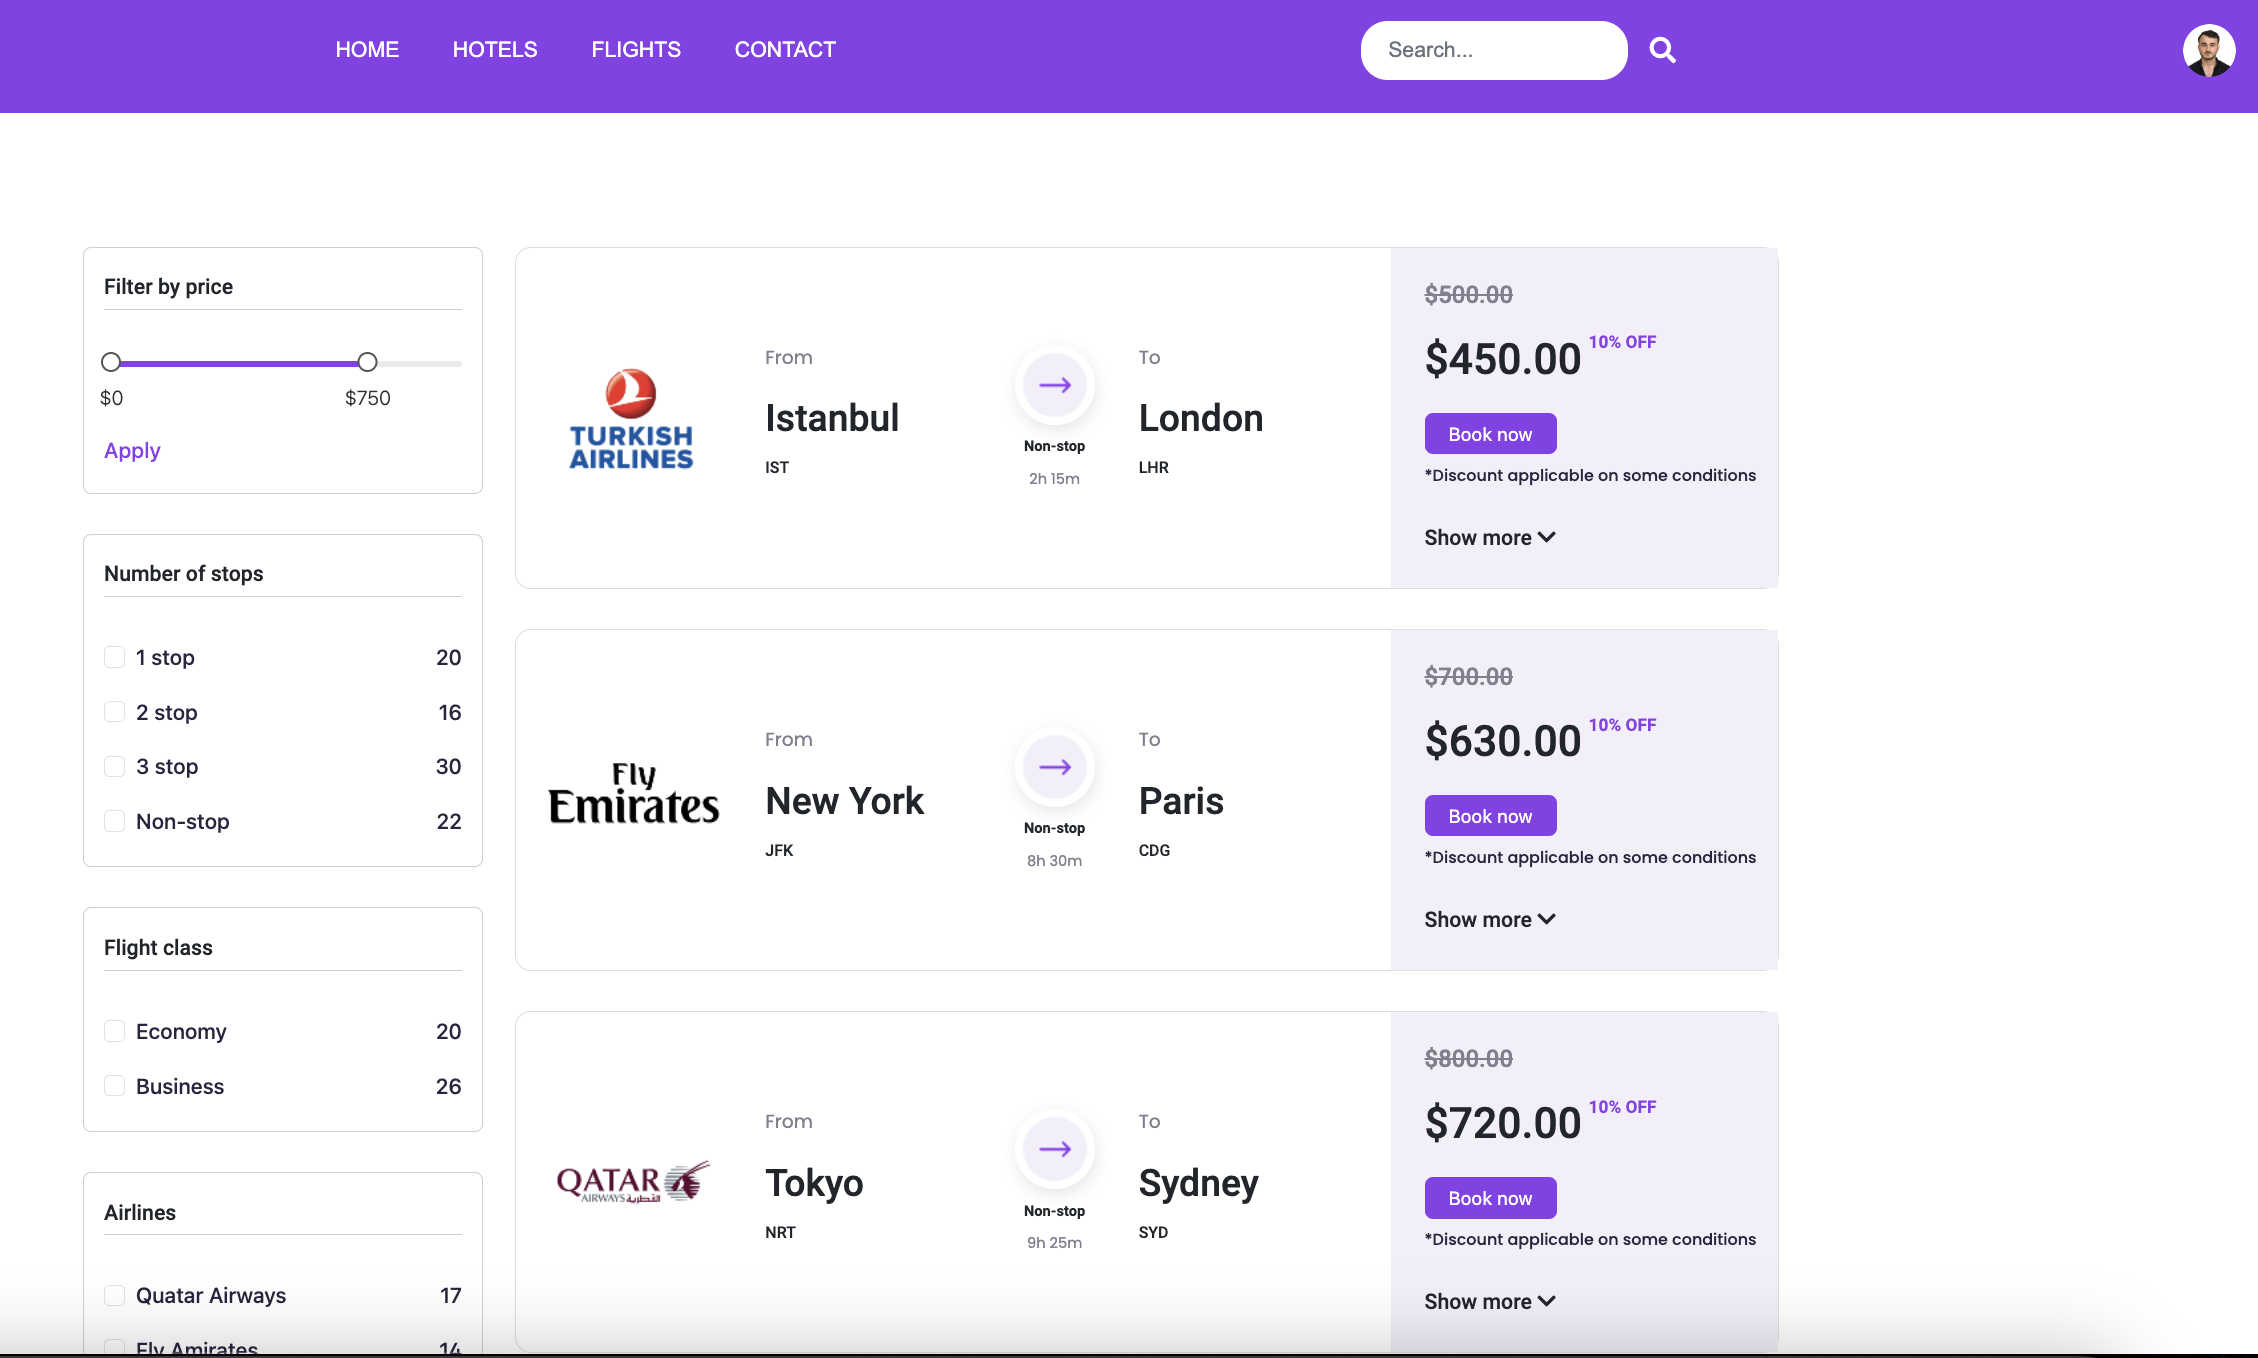 HOME HOTELS FLIGHTS CONTACT Search...
Filter by price
$0 $750
Apply
Number of stops
1 stop 20
2 stop 16
3 stop 30
Non-stop 22
Flight class
Economy 20
Business 26
Airlines
Quatar Airways 17
Fly Amirates 14
TURKISH
AIRLINES
From
Istanbul
IST
Non-stop
2h 15m
To
London
LHR
$500.00
$450.00 10% OFF
Book now
*Discount applicable on some conditions
Show more
Fly
Emirates
From
New York
JFK
Non-stop
8h 30m
To
Paris
CDG
$700.00
$630.00 10% OFF
Book now
*Discount applicable on some conditions
Show more
QATAR
AIRWAYS القطرية
From
Tokyo
NRT
Non-stop
9h 25m
To
Sydney
SYD
$800.00
$720.00 10% OFF
Book now
*Discount applicable on some conditions
Show more